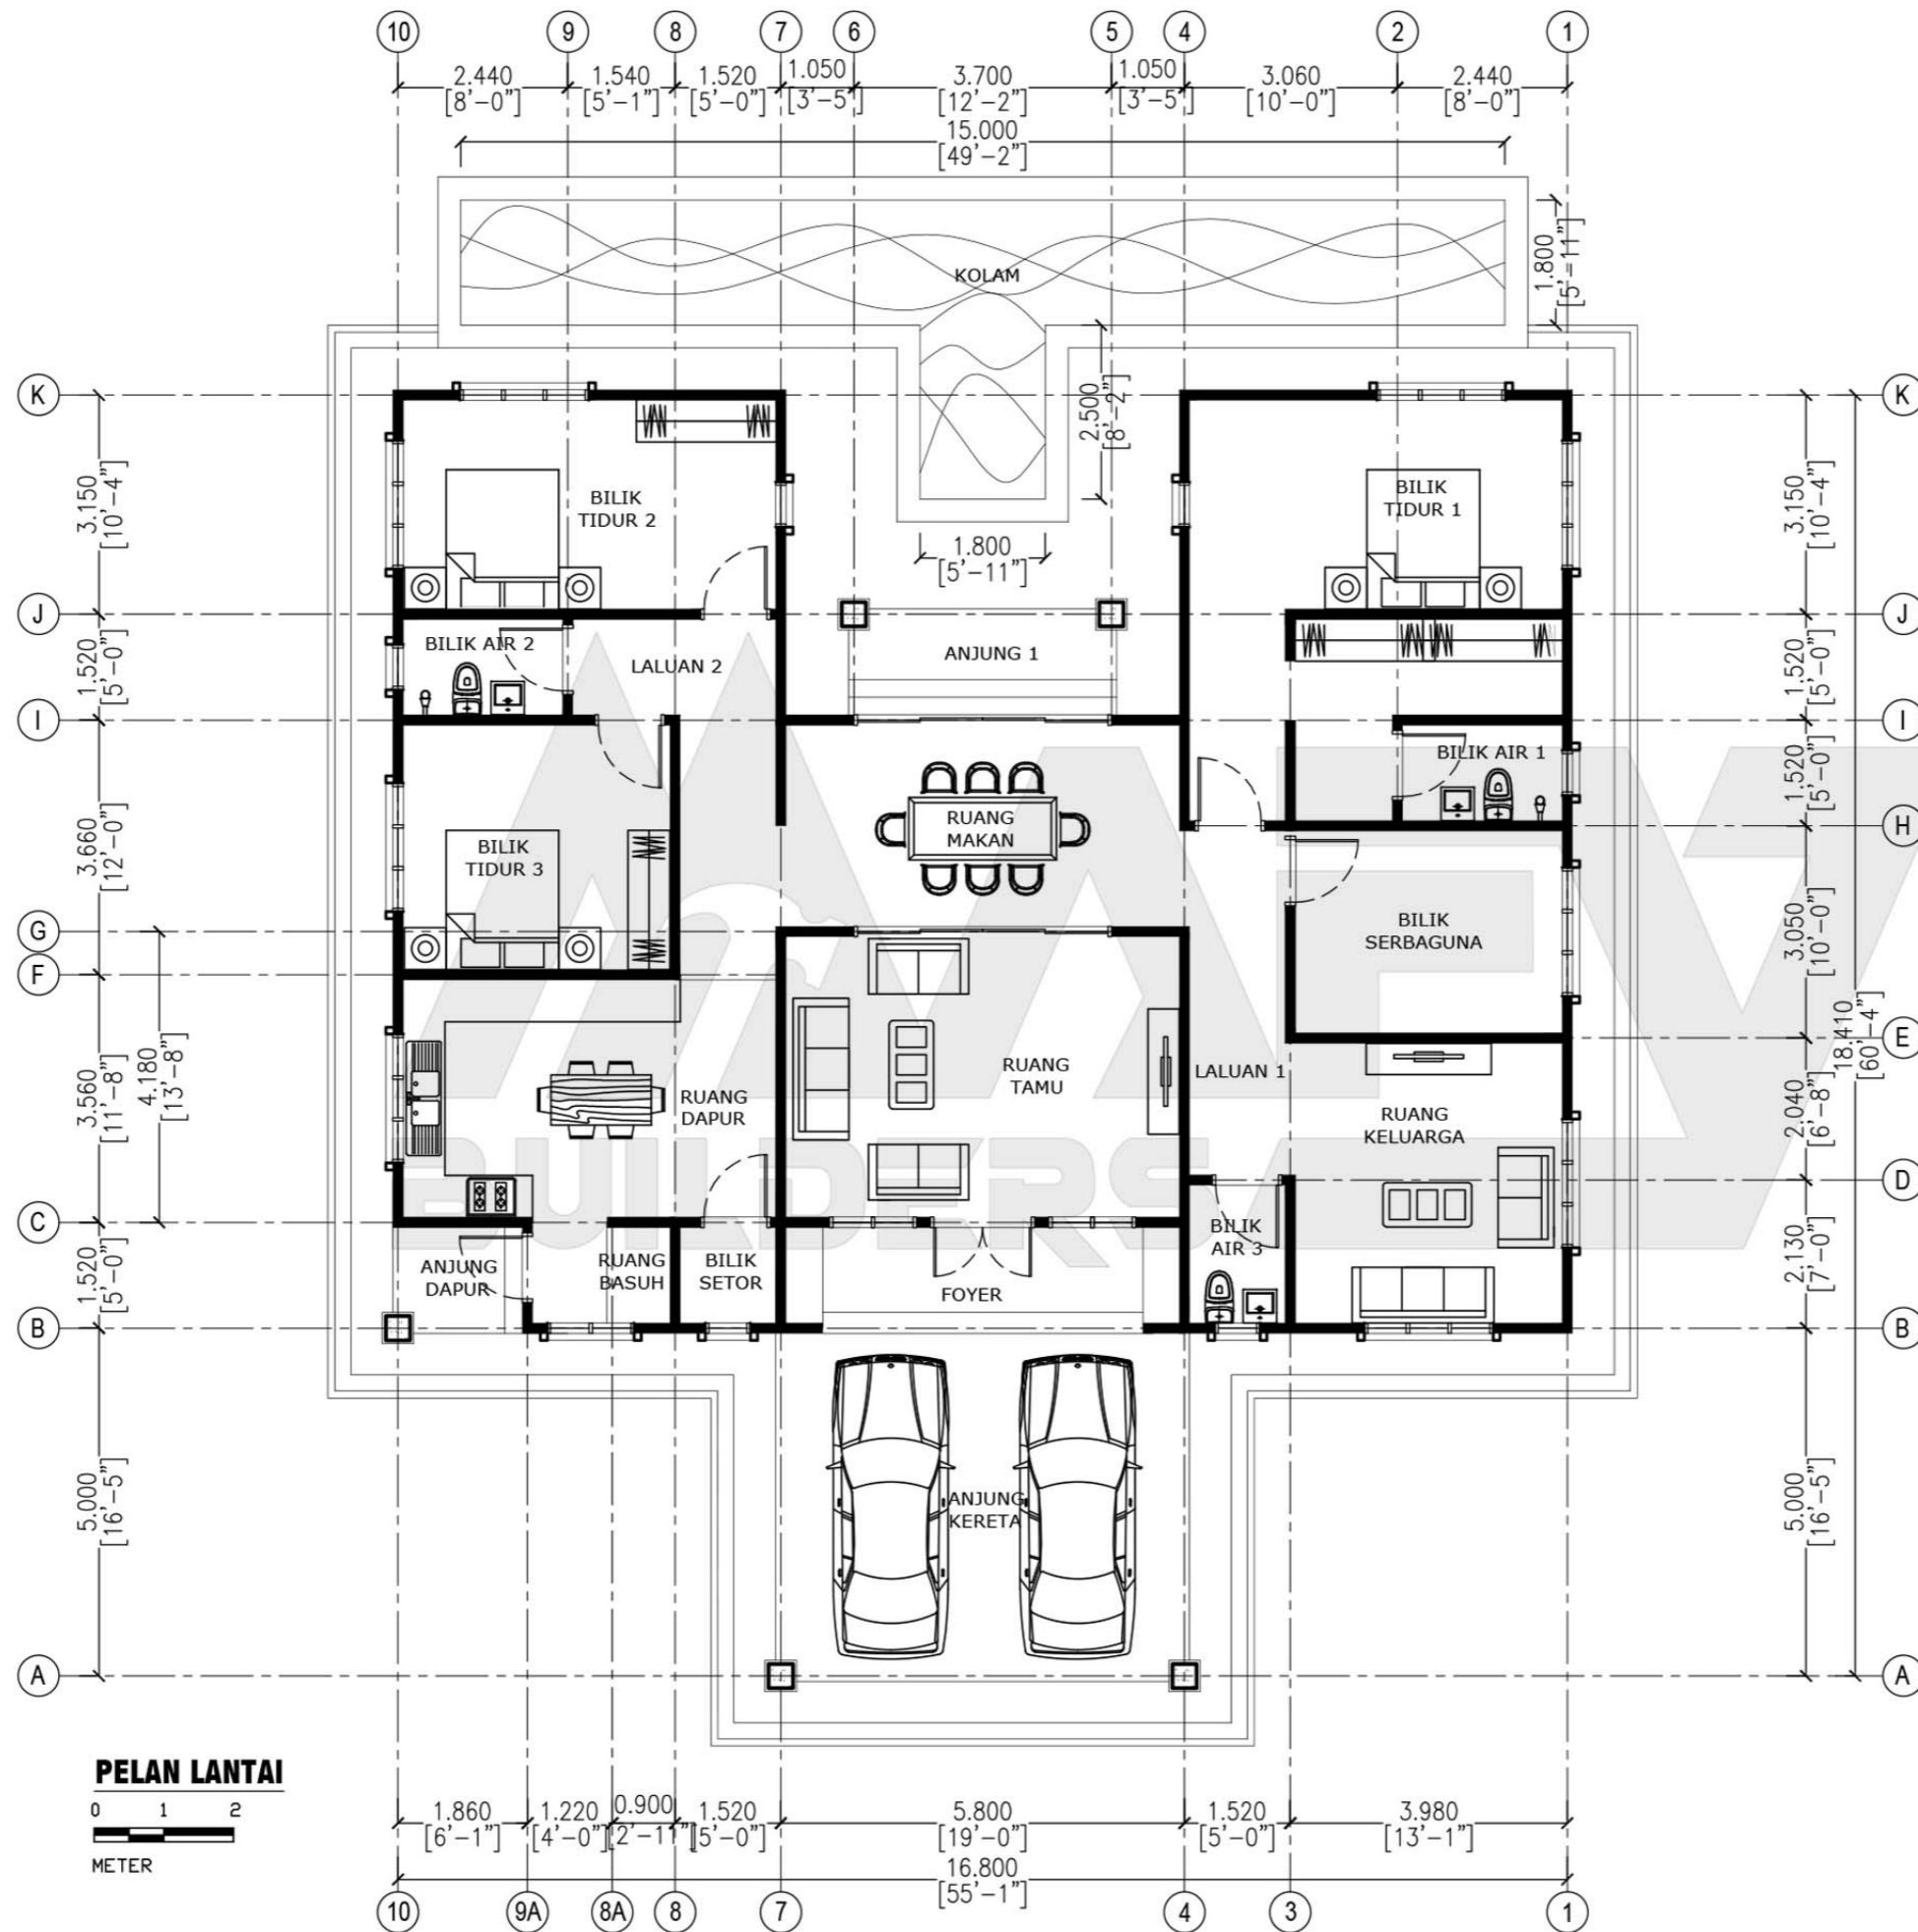 10 9 8 7 6 5 4 2 1
2.440 1.540 1.520 1.050 3.700 1.050 3.060 2.440
[8'-0"] [5'-1"] [5'-0"] [3'-5"] [12'-2"] [3'-5"] [10'-0"] [8'-0"]
15.000
[49'-2"]
1.800
[5'-11"]
KOLAM
2.500
[8'-2"]
1.800
[5'-11"]
K K
J J
I I
H
G
F
E
D
C
B B
A A
3.150
[10'-4"]
1.520
[5'-0"]
3.660
[12'-0"]
3.560
[11'-8"]
4.180
[13'-8"]
1.520
[5'-0"]
5.000
[16'-5"]
3.150
[10'-4"]
1.520
[5'-0"]
1.520
[5'-0"]
3.050
[10'-0"]
18.410
[60'-4"]
2.040
[6'-8"]
2.130
[7'-0"]
5.000
[16'-5"]
BILIK
TIDUR 2
BILIK
TIDUR 1
BILIK AIR 2
LALUAN 2
ANJUNG 1
BILIK AIR 1
RUANG
MAKAN
BILIK
TIDUR 3
BILIK
SERBAGUNA
RUANG
TAMU
LALUAN 1
RUANG
DAPUR
RUANG
KELUARGA
BUILDERS
BILIK
AIR 3
ANJUNG
DAPUR
RUANG
BASUH
BILIK
SETOR
FOYER
ANJUNG
KERETA
PELAN LANTAI
0 1 2
METER
1.860 1.220 0.900 1.520 5.800 1.520 3.980
[6'-1"] [4'-0"] [2'-11"] [5'-0"] [19'-0"] [5'-0"] [13'-1"]
16.800
[55'-1"]
10 9A 8A 8 7 4 3 1